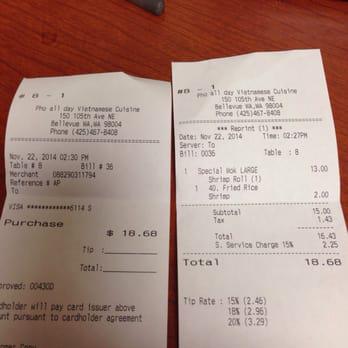 # 8 - 1
Pho all day Vietnamese Cuisine
150 105th Ave NE
Bellevue WA,WA 98004
Phone (425)467-8408
Nov. 22, 2014 02:30 PM
Table # 8 Bill # 36
Merchant 088290311794
Reference # AP
To
VISA ************6114 S
Purchase
$ 18.68
Tip :
Total:
proved: 00430D
rdholder will pay card issuer above
ount pursuant to cardholder agreement
#8 - 1
Pho all day Vietnamese Cuisine
150 105th Ave NE
Bellevue WA,WA 98004
Phone (425)467-8408
*** Reprint (1) ***
Date: Nov 22, 2014 Time: 02:27PM
Server: To
Bill: 0036 Table : 8
1 Special Wok LARGE 13.00
Shrimp Roll (1)
1 40. Fried Rice
Shrimp 2.00
Subtotal 15.00
Tax 1.43
Total 16.43
S. Service Charge 15% 2.25
Total 18.68
Tip Rate : 15% (2.46)
18% (2.96)
20% (3.29)